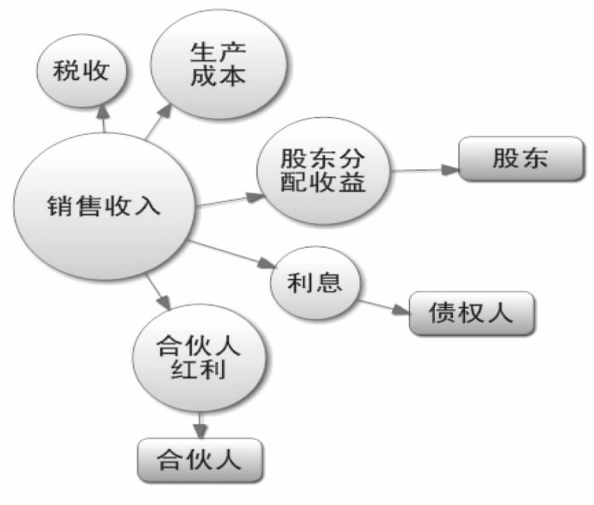 税收
生产
成本
销售收入
股东分
配收益
股东
利息
债权人
合伙人
红利
合伙人